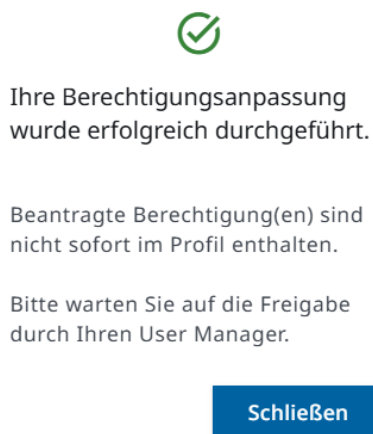 Ihre Berechtigungsanpassung
wurde erfolgreich durchgeführt.
Beantragte Berechtigung(en) sind
nicht sofort im Profil enthalten.
Bitte warten Sie auf die Freigabe
durch Ihren User Manager.
Schließen